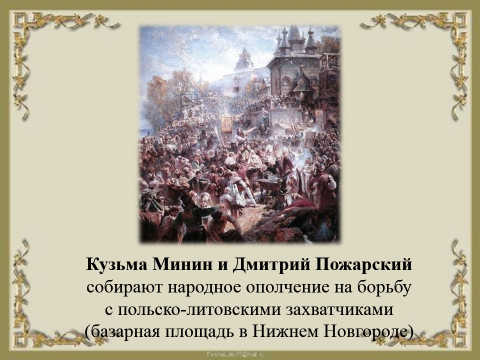 Кузьма Минин и Дмитрий Пожарский
собирают народное ополчение на борьбу
с польско-литовскими захватчиками
(базарная площадь в Нижнем Новгороде)